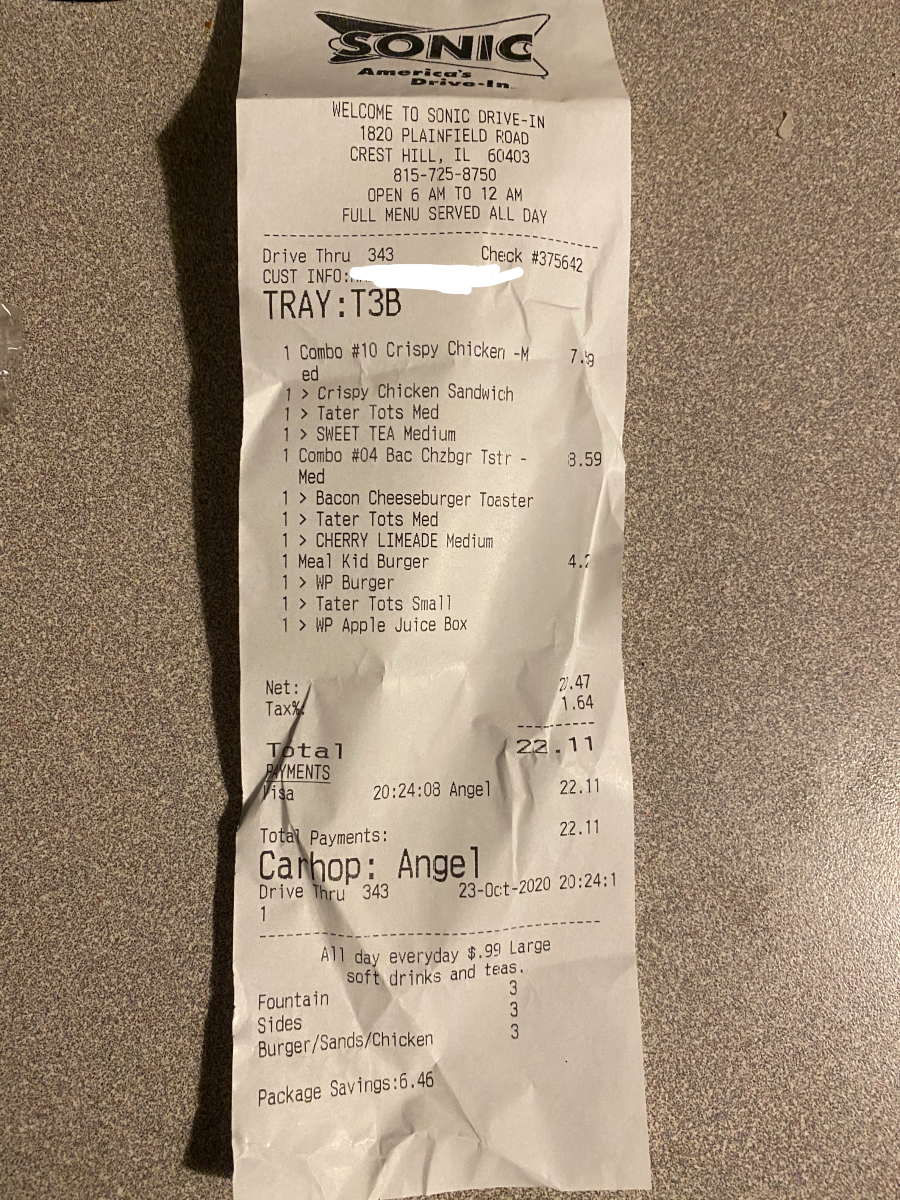 SONIC
America's
Drive-In
WELCOME TO SONIC DRIVE-IN
1820 PLAINFIELD ROAD
CREST HILL, IL 60403
815-725-8750
OPEN 6 AM TO 12 AM
FULL MENU SERVED ALL DAY
Drive Thru 343 Check #375642
CUST INFO:
TRAY:T3B
1 Combo #10 Crispy Chicken -M
ed
1 > Crispy Chicken Sandwich
1 > Tater Tots Med
1 > SWEET TEA Medium
1 Combo #04 Bac Chzbgr Tstr - 8.59
Med
1 > Bacon Cheeseburger Toaster
1 > Tater Tots Med
1 > CHERRY LIMEADE Medium
1 Meal Kid Burger
1 > WP Burger
1 > Tater Tots Small
1 > WP Apple Juice Box
Net:
Tax%: 1.64
Total 22.11
PAYMENTS
Visa 20:24:08 Angel 22.11
Total Payments: 22.11
Carhop: Angel
Drive Thru 343 23-Oct-2020 20:24:1
1
All day everyday $.99 Large
soft drinks and teas.
Fountain 3
Sides 3
Burger/Sands/Chicken 3
Package Savings:6.46